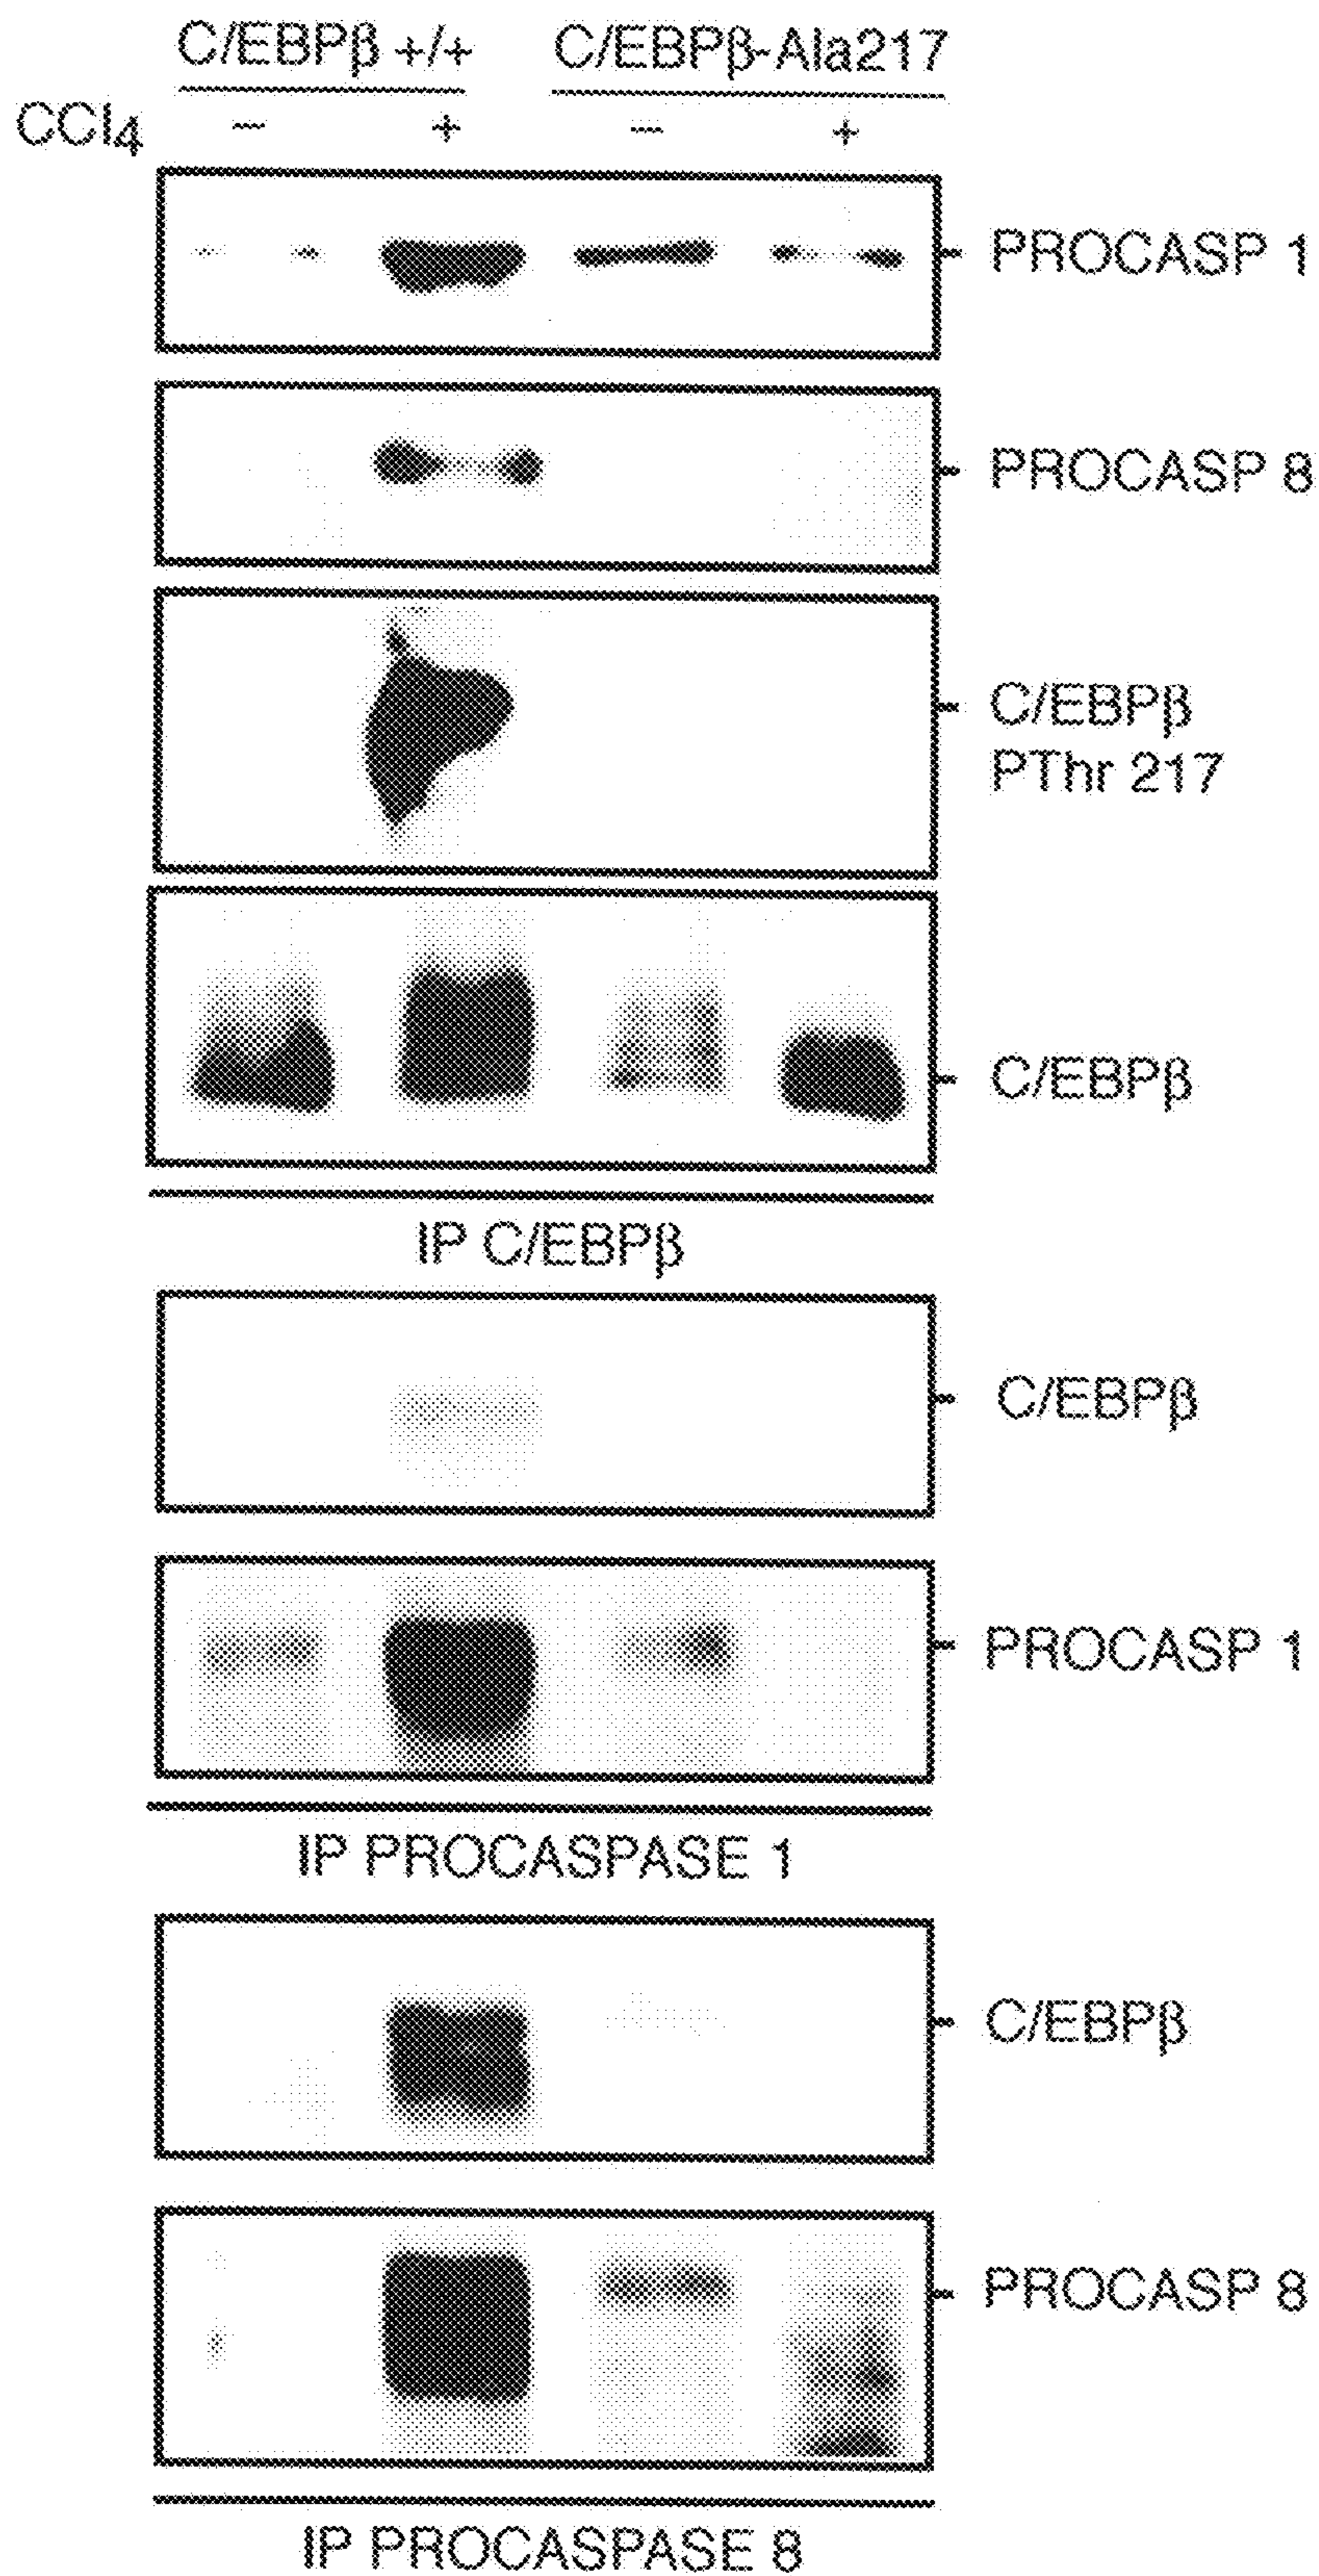 C/EBPβ +/+ C/EBPβ-Ala217
CCl4 − + − +
PROCASP 1
PROCASP 8
C/EBPβ
PThr 217
C/EBPβ
IP C/EBPβ
C/EBPβ
PROCASP 1
IP PROCASPASE 1
C/EBPβ
PROCASP 8
IP PROCASPASE 8